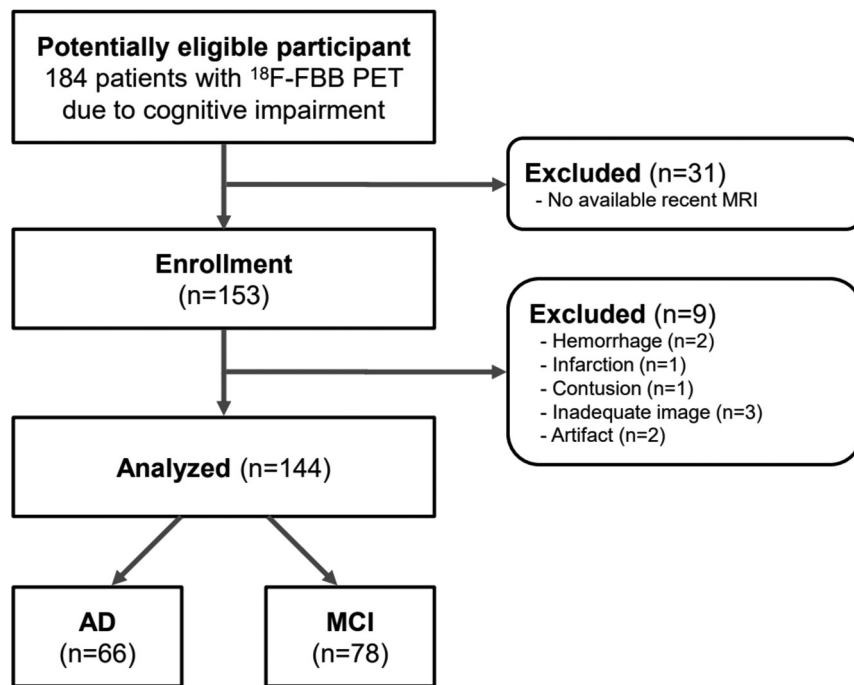 Potentially eligible participant
184 patients with ¹⁸F-FBB PET
due to cognitive impairment
Excluded (n=31)
- No available recent MRI
Enrollment
(n=153)
Excluded (n=9)
- Hemorrhage (n=2)
- Infarction (n=1)
- Contusion (n=1)
- Inadequate image (n=3)
- Artifact (n=2)
Analyzed (n=144)
AD
(n=66)
MCI
(n=78)